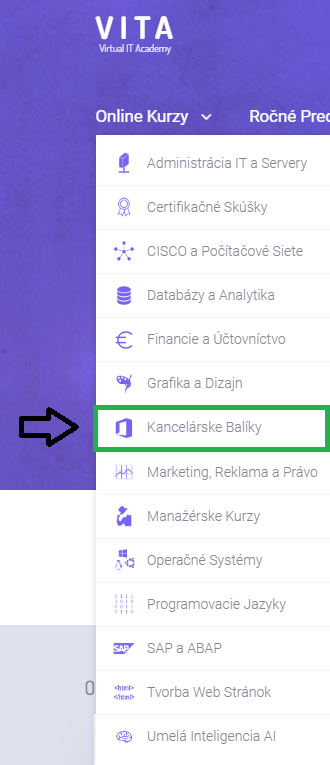 VITA
Virtual IT Academy
Online Kurzy
Ročné Pred
Administrácia IT a Servery
Certifikačné Skúšky
CISCO a Počítačové Siete
Databázy a Analytika
Financie a Účtovníctvo
Grafika a Dizajn
Kancelárske Balíky
Marketing, Reklama a Právo
Manažérske Kurzy
Operačné Systémy
Programovacie Jazyky
SAP SAP a ABAP
<html>
<html> Tvorba Web Stránok
Umelá Inteligencia AI
0